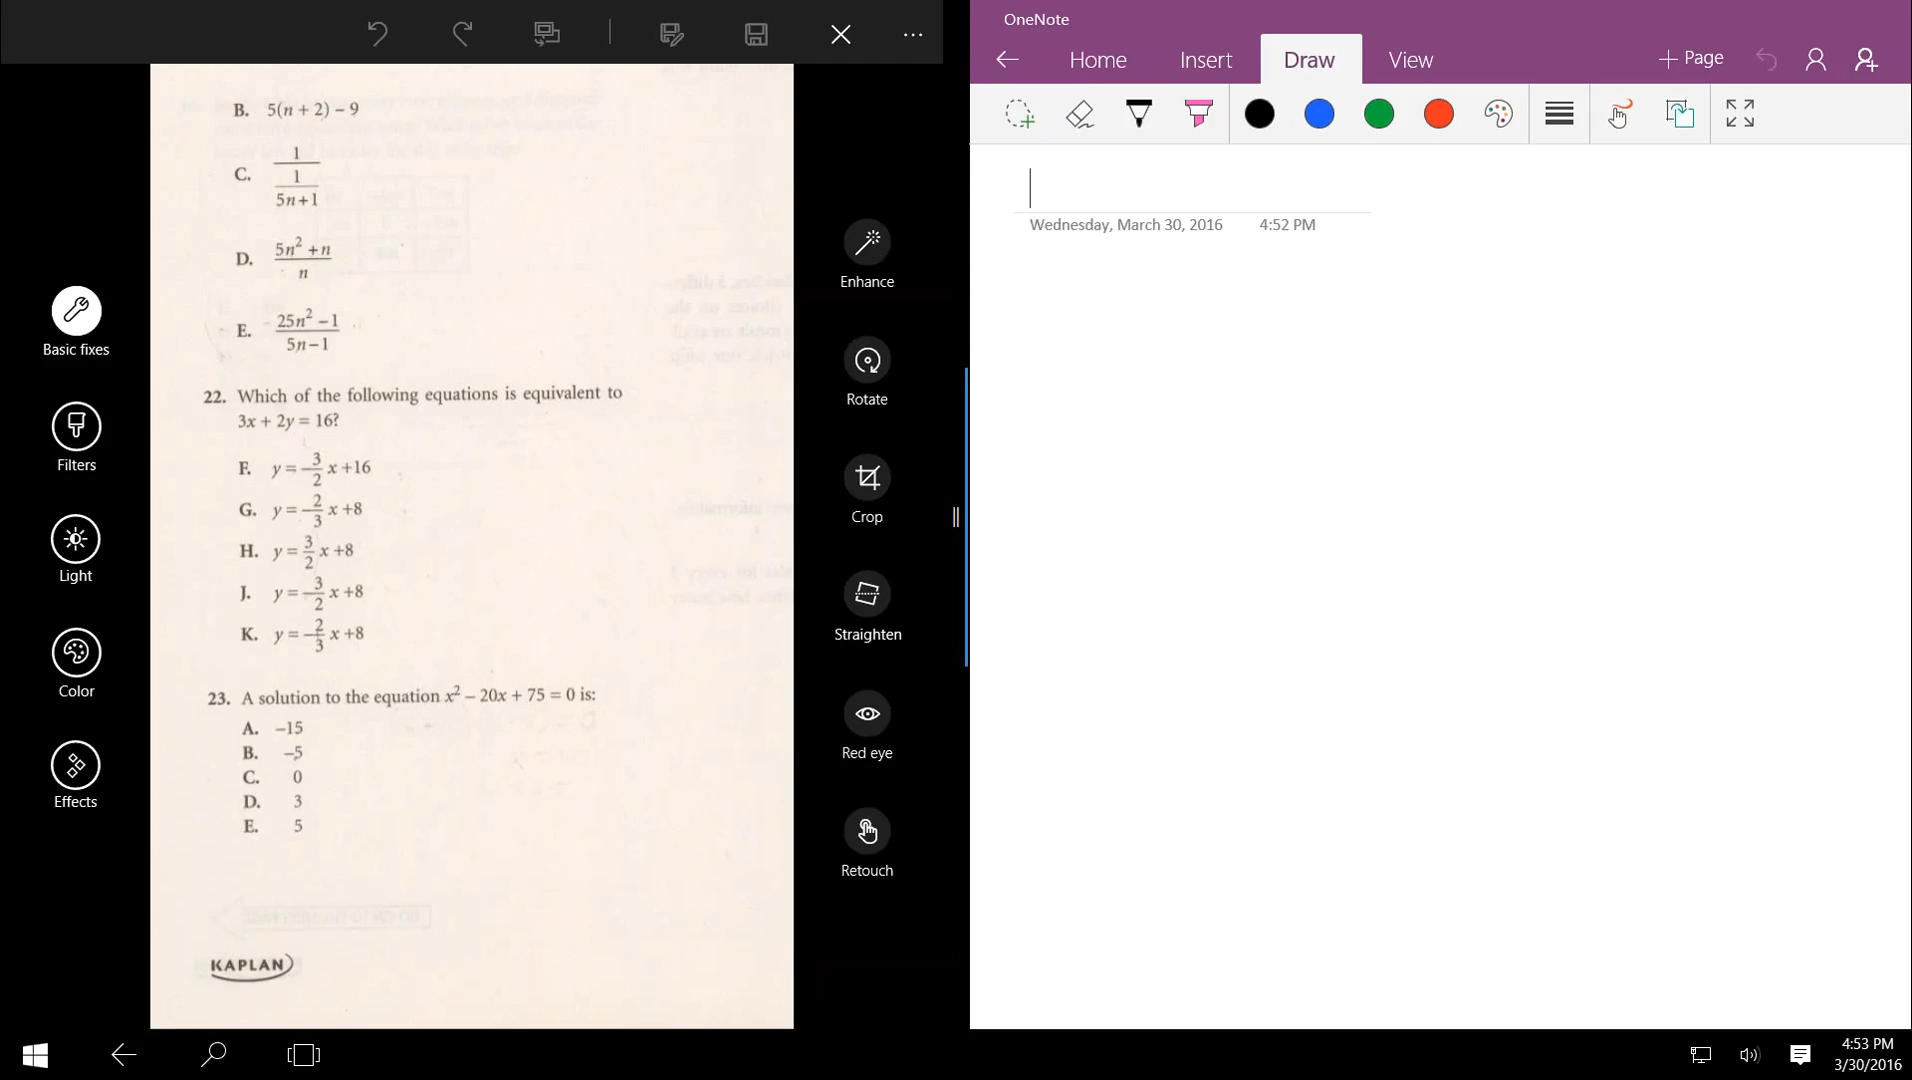 OneNote
Home Insert Draw View
+ Page
Wednesday, March 30, 2016 4:52 PM
B. 5(n + 2) – 9
C. 1/(1/(5n+1))
D. (5n² + n)/n
E. (25n² – 1)/(5n – 1)
22. Which of the following equations is equivalent to
3x + 2y = 16?
F. y = –3/2 x +16
G. y = –2/3 x +8
H. y = 3/2 x +8
J. y = –3/2 x +8
K. y = –2/3 x +8
23. A solution to the equation x² – 20x + 75 = 0 is:
A. –15
B. –5
C. 0
D. 3
E. 5
KAPLAN
Basic fixes
Filters
Light
Color
Effects
Enhance
Rotate
Crop
Straighten
Red eye
Retouch
4:53 PM
3/30/2016